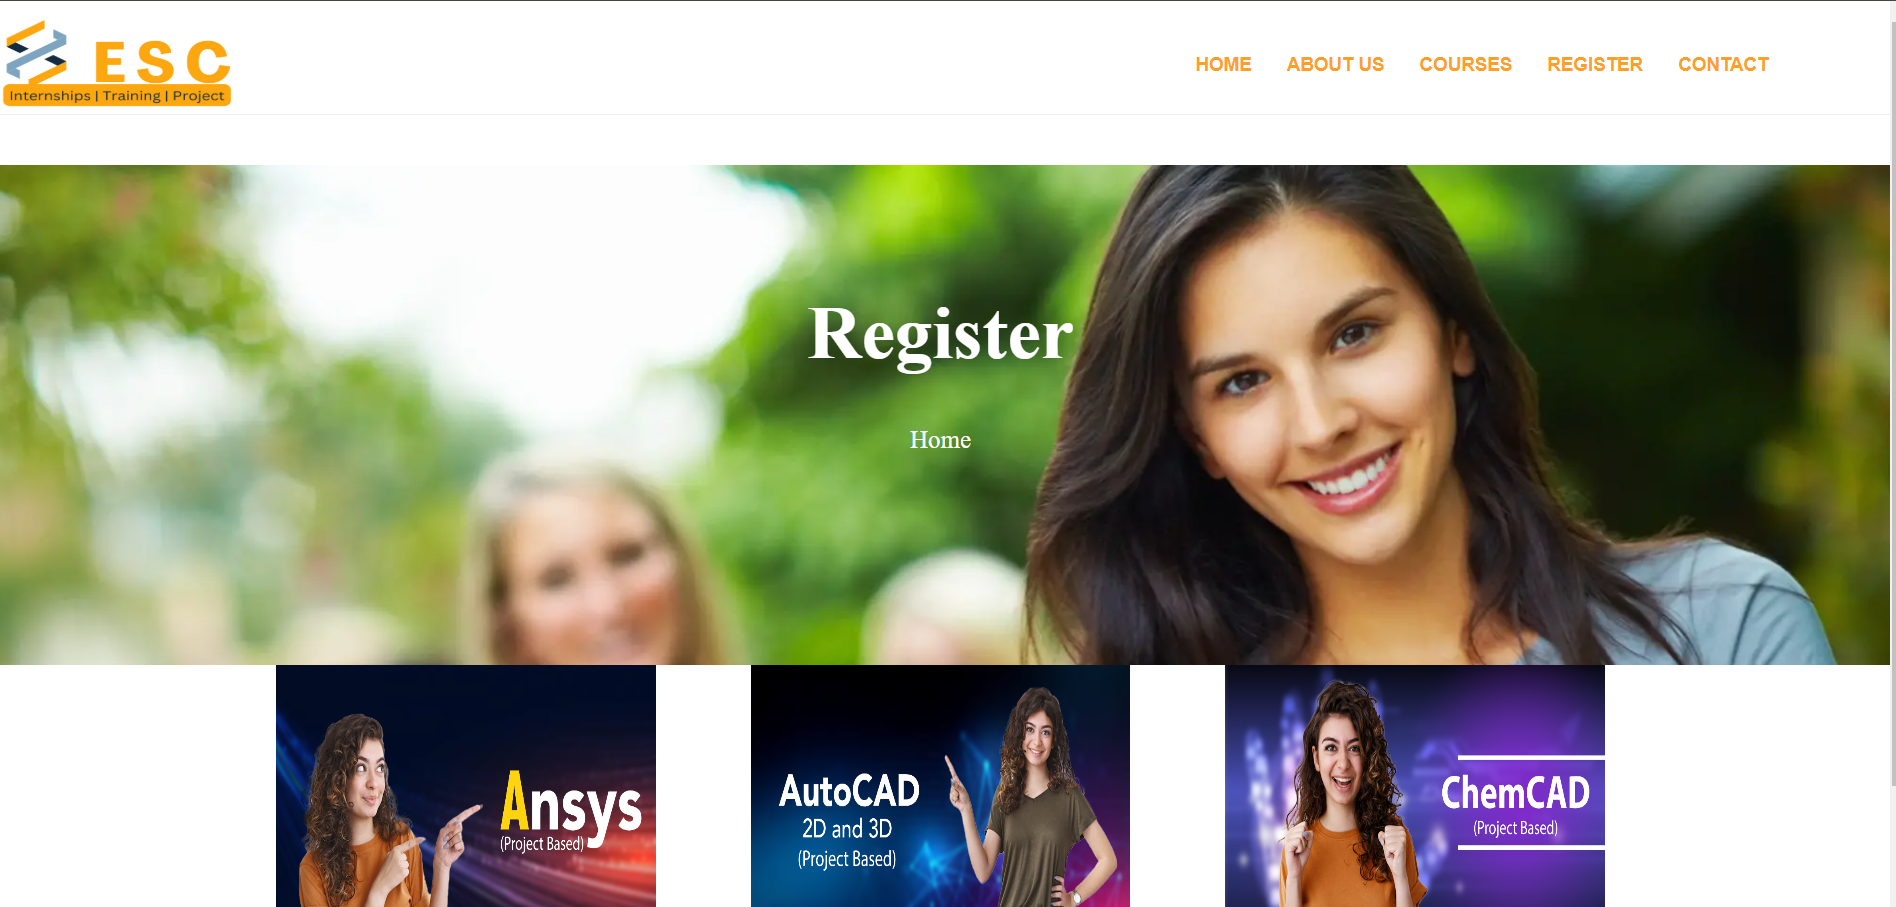 ESC
Internships | Training | Project
HOME ABOUT US COURSES REGISTER CONTACT
Register
Home
Ansys
(Project Based)
AutoCAD
2D and 3D
(Project Based)
ChemCAD
(Project Based)